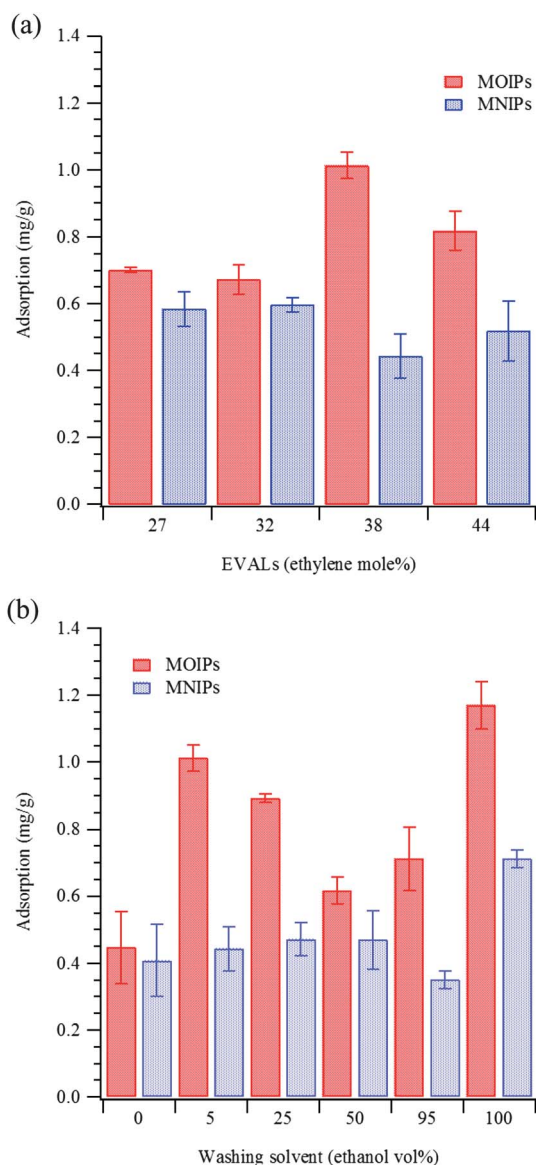 (a)
1.4
1.2
1.0
0.8
0.6
0.4
0.2
0.0
Adsorption (mg/g)
MOIPs
MNIPs
27 32 38 44
EVALs (ethylene mole%)
(b)
1.4
1.2
1.0
0.8
0.6
0.4
0.2
0.0
Adsorption (mg/g)
MOIPs
MNIPs
0 5 25 50 95 100
Washing solvent (ethanol vol%)